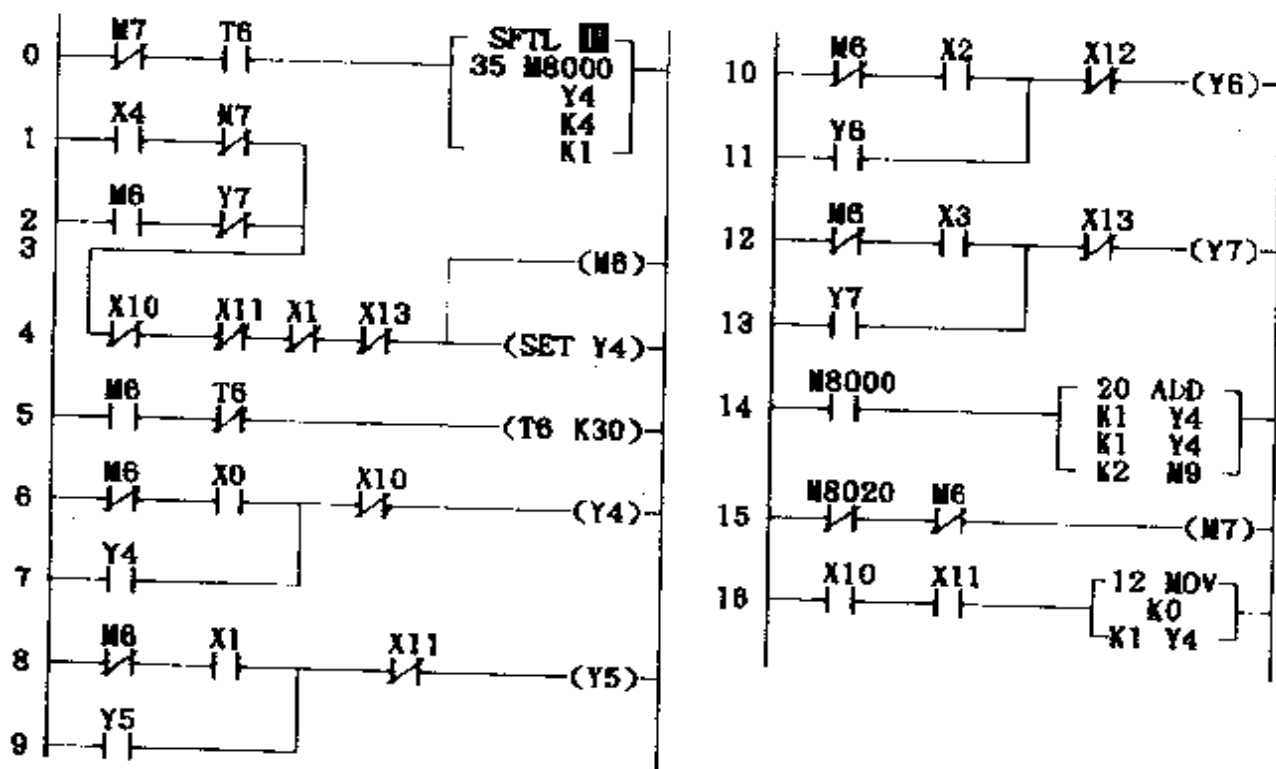 M7 T6
0
SFTL
35 M8000
Y4
K4
K1
X4 M7
1
M6 Y7
2
3
(M6)
X10 X11 X1 X13
4
(SET Y4)
M6 T6
5
(T6 K30)
M6 X0 X10
6
(Y4)
Y4
7
M6 X1 X11
8
(Y5)
Y5
9
M6 X2 X12
10
(Y6)
Y6
11
M6 X3 X13
12
(Y7)
Y7
13
M8000
14
20 ADD
K1 Y4
K1 Y4
K2 M9
M8020 M6
15
(M7)
X10 X11
16
12 MOV
K0
K1 Y4